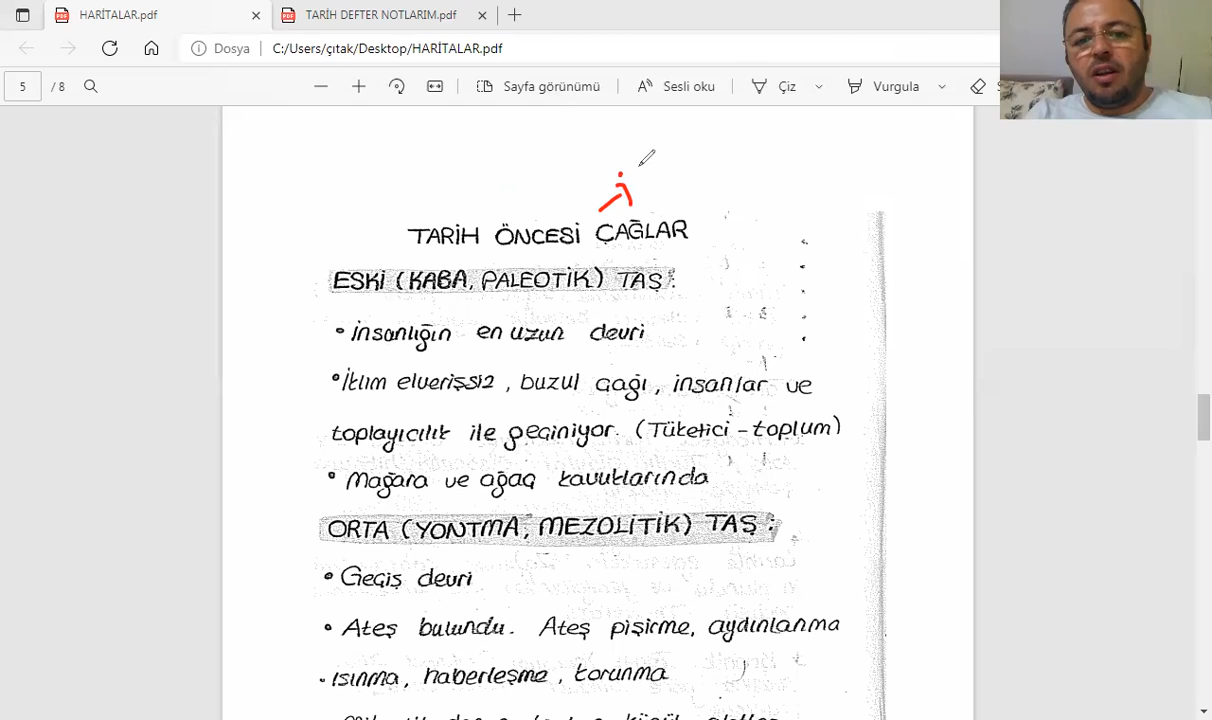 HARİTALAR.pdf
TARİH DEFTER NOTLARIM.pdf
Dosya
C:/Users/çıtak/Desktop/HARİTALAR.pdf
5 / 8
Sayfa görünümü
Sesli oku
Çiz
Vurgula
TARİH ÖNCESİ ÇAĞLAR
ESKİ (KABA, PALEOTİK) TAŞ:
• İnsanlığın en uzun devri
• İklim elverişsiz, buzul çağı, insanlar ve
toplayıcılık ile geçiniyor. (Tüketici - toplum)
• Mağara ve ağaç kavuklarında
ORTA (YONTMA, MEZOLİTİK) TAŞ:
• Geçiş devri
• Ateş bulundu. Ateş pişirme, aydınlanma
ısınma, haberleşme, korunma